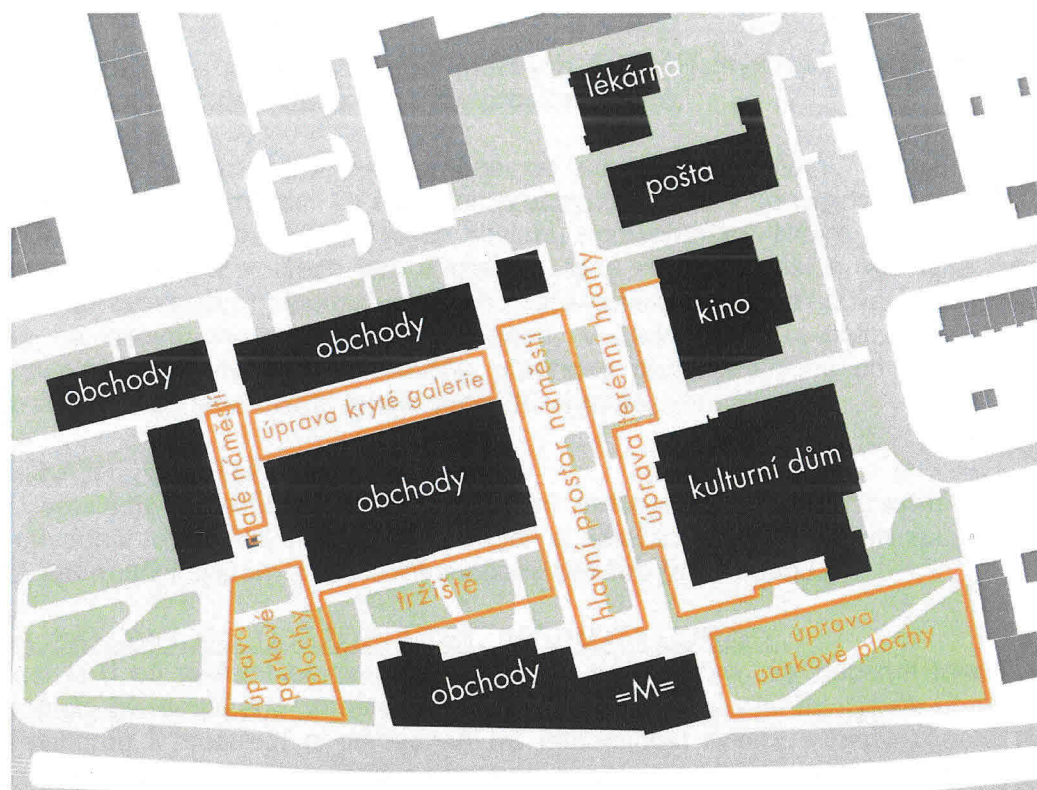 lékárna
pošta
kino
kulturní dům
úprava terénní hrany
hlavní prostor náměstí
obchody
obchody
úprava kryté galerie
malé náměstí
obchody
tržiště
úprava
parkové
plochy
obchody
=M=
úprava
parkové plochy